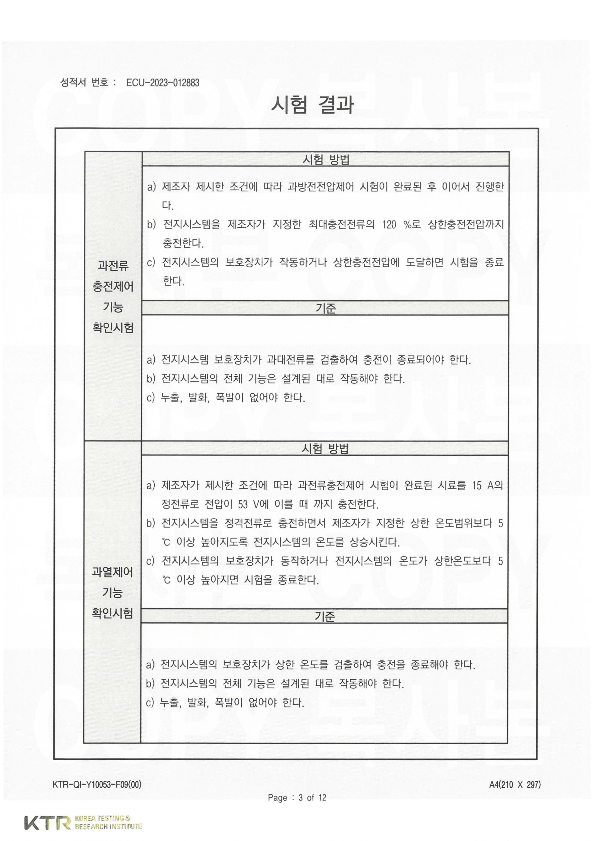 성적서 번호 : ECU-2023-012883
시험 결과
시험 방법
a) 제조자 제시한 조건에 따라 과방전전압제어 시험이 완료된 후 이어서 진행한
다.
b) 전지시스템을 제조자가 지정한 최대충전전류의 120 %로 상한충전전압까지
충전한다.
c) 전지시스템의 보호장치가 작동하거나 상한충전전압에 도달하면 시험을 종료
한다.
과전류
충전제어
기능
확인시험
기준
a) 전지시스템 보호장치가 과대전류를 검출하여 충전이 종료되어야 한다.
b) 전지시스템의 전체 기능은 설계된 대로 작동해야 한다.
c) 누출, 발화, 폭발이 없어야 한다.
시험 방법
a) 제조자가 제시한 조건에 따라 과전류충전제어 시험이 완료된 시료를 15 A의
정전류로 전압이 53 V에 이를 때 까지 충전한다.
b) 전지시스템을 정격전류로 충전하면서 제조자가 지정한 상한 온도범위보다 5
℃ 이상 높아지도록 전지시스템의 온도를 상승시킨다.
c) 전지시스템의 보호장치가 동작하거나 전지시스템의 온도가 상한온도보다 5
℃ 이상 높아지면 시험을 종료한다.
과열제어
기능
확인시험
기준
a) 전지시스템의 보호장치가 상한 온도를 검출하여 충전을 종료해야 한다.
b) 전지시스템의 전체 기능은 설계된 대로 작동해야 한다.
c) 누출, 발화, 폭발이 없어야 한다.
KTR-QI-Y10053-F09(00)
A4(210 X 297)
Page : 3 of 12
KTR KOREA TESTING &
RESEARCH INSTITUTE